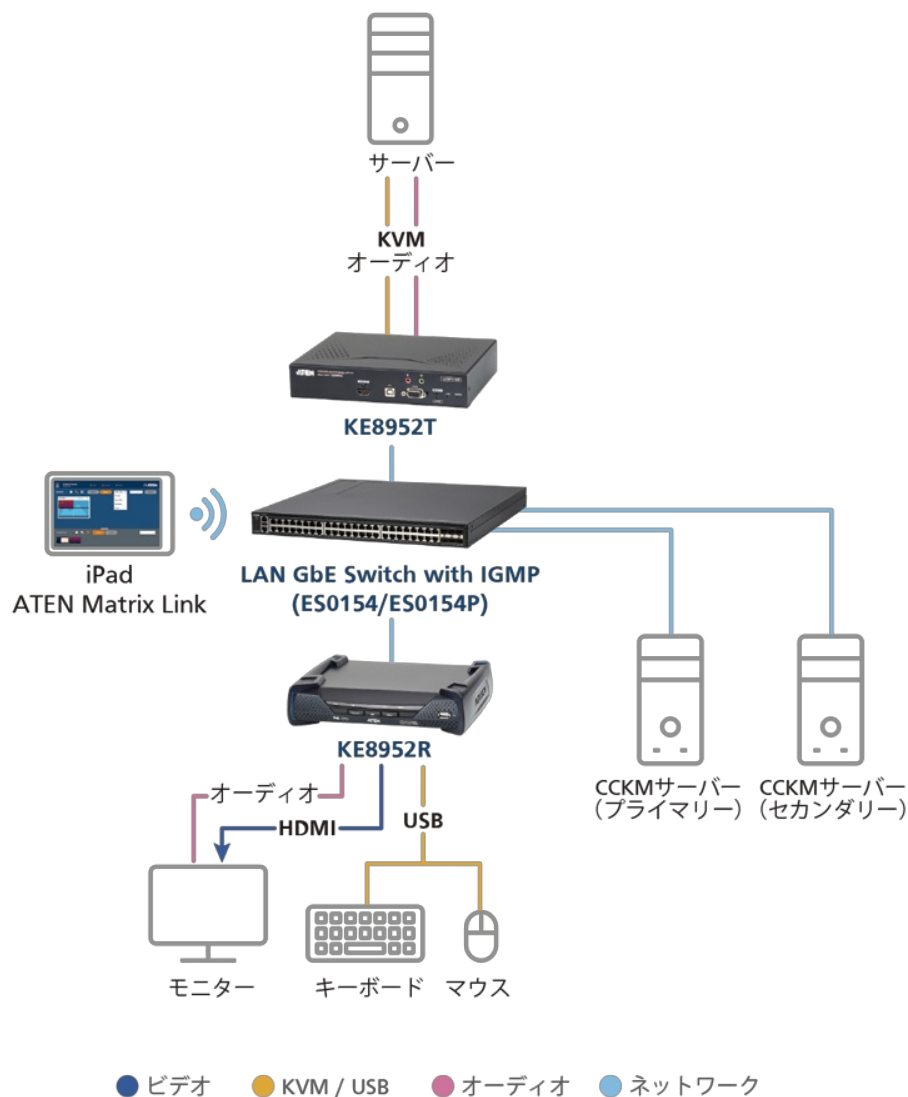 サーバー
KVM
オーディオ
ATEN
KE8952T
iPad
ATEN Matrix Link
LAN GbE Switch with IGMP
(ES0154/ES0154P)
ATEN
KE8952R
オーディオ
HDMI
USB
CCKMサーバー
（プライマリー）
CCKMサーバー
（セカンダリー）
モニター
キーボード
マウス
ビデオ
KVM / USB
オーディオ
ネットワーク